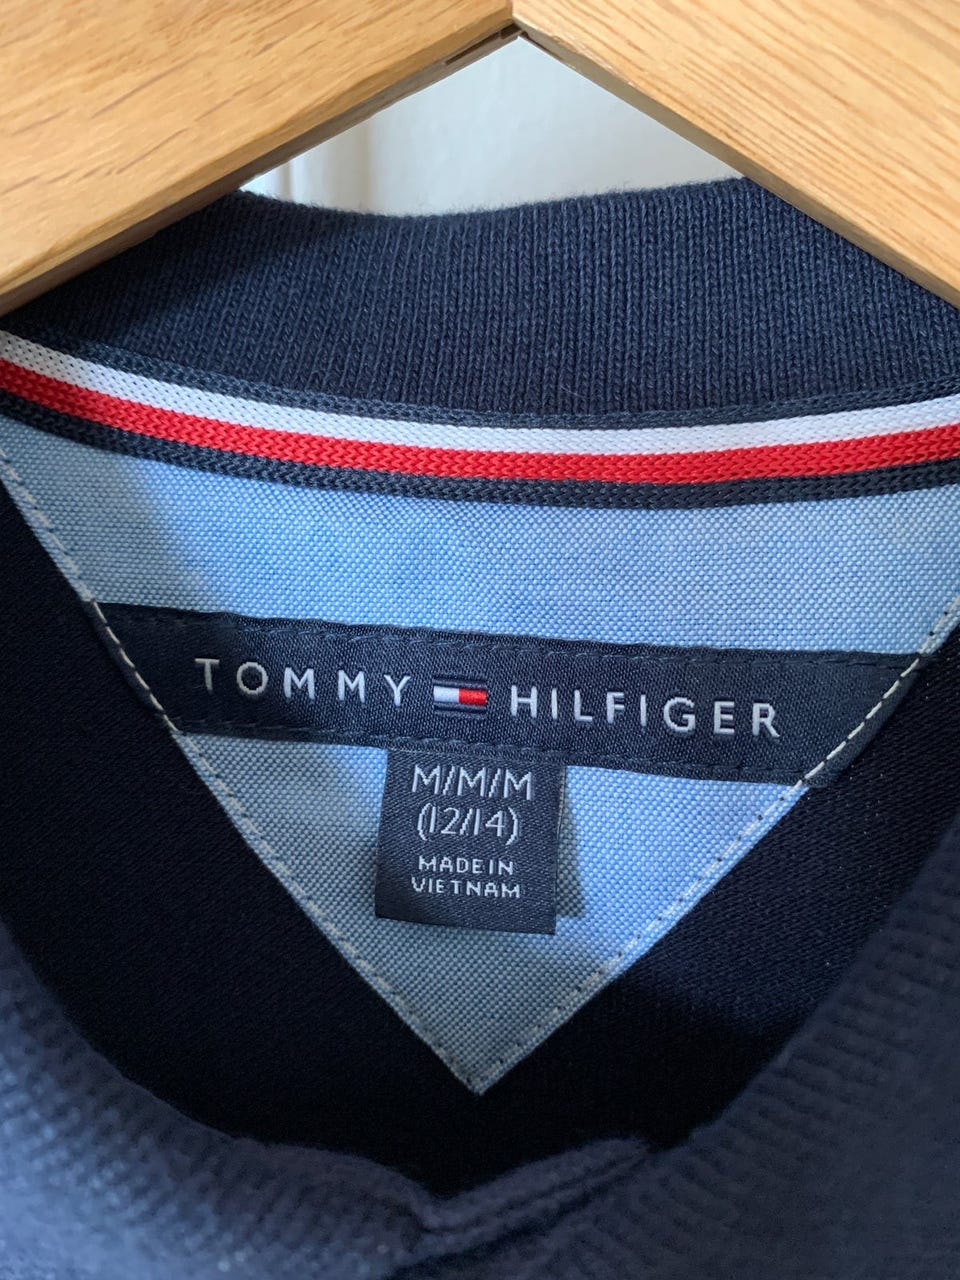 TOMMY HILFIGER
M/M/M
(12/14)
MADE IN
VIETNAM